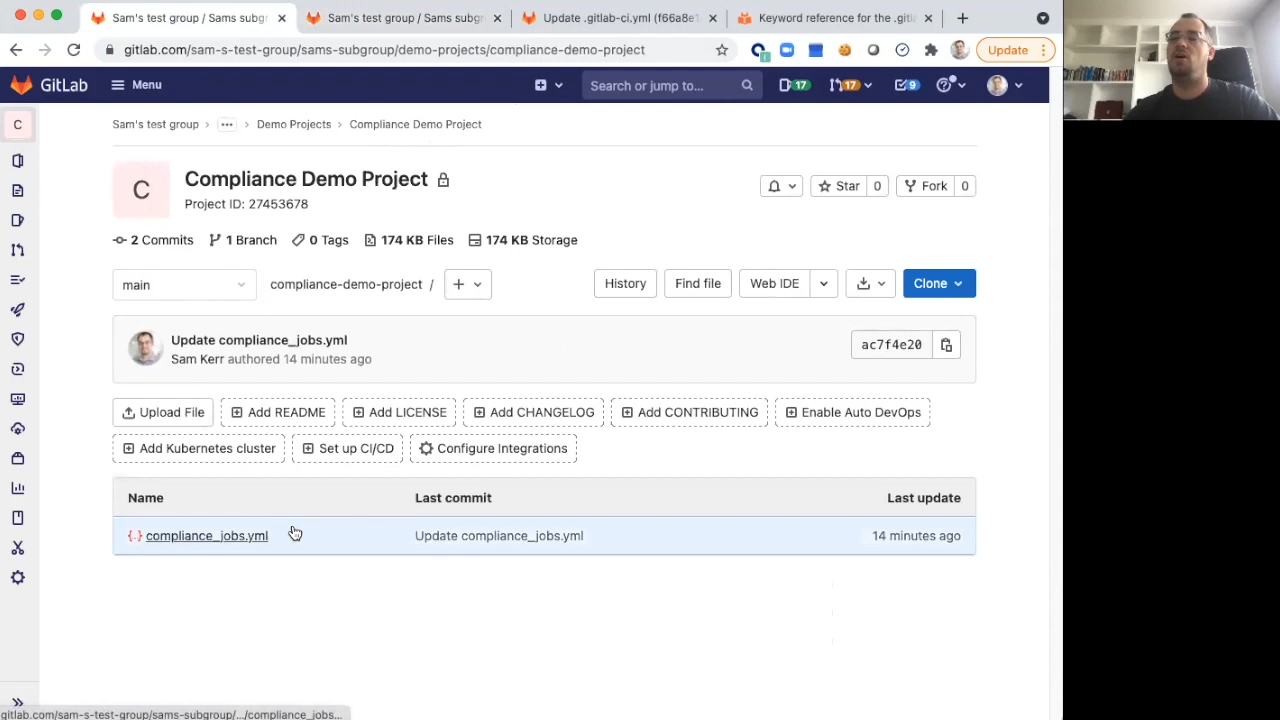 Sam's test group / Sams subgr
Sam's test group / Sams subgr
Update .gitlab-ci.yml (f66a8e1
Keyword reference for the .gitl
gitlab.com/sam-s-test-group/sams-subgroup/demo-projects/compliance-demo-project
Update
GitLab
Menu
Search or jump to...
17
17
9
C
Sam's test group
Demo Projects
Compliance Demo Project
C
Compliance Demo Project
Project ID: 27453678
Star
0
Fork
0
2 Commits
1 Branch
0 Tags
174 KB Files
174 KB Storage
main
compliance-demo-project /
History
Find file
Web IDE
Clone
Update compliance_jobs.yml
Sam Kerr authored 14 minutes ago
ac7f4e20
Upload File
Add README
Add LICENSE
Add CHANGELOG
Add CONTRIBUTING
Enable Auto DevOps
Add Kubernetes cluster
Set up CI/CD
Configure Integrations
Name
Last commit
Last update
compliance_jobs.yml
Update compliance_jobs.yml
14 minutes ago
gitlab.com/sam-s-test-group/sams-subgroup/.../compliance_jobs...